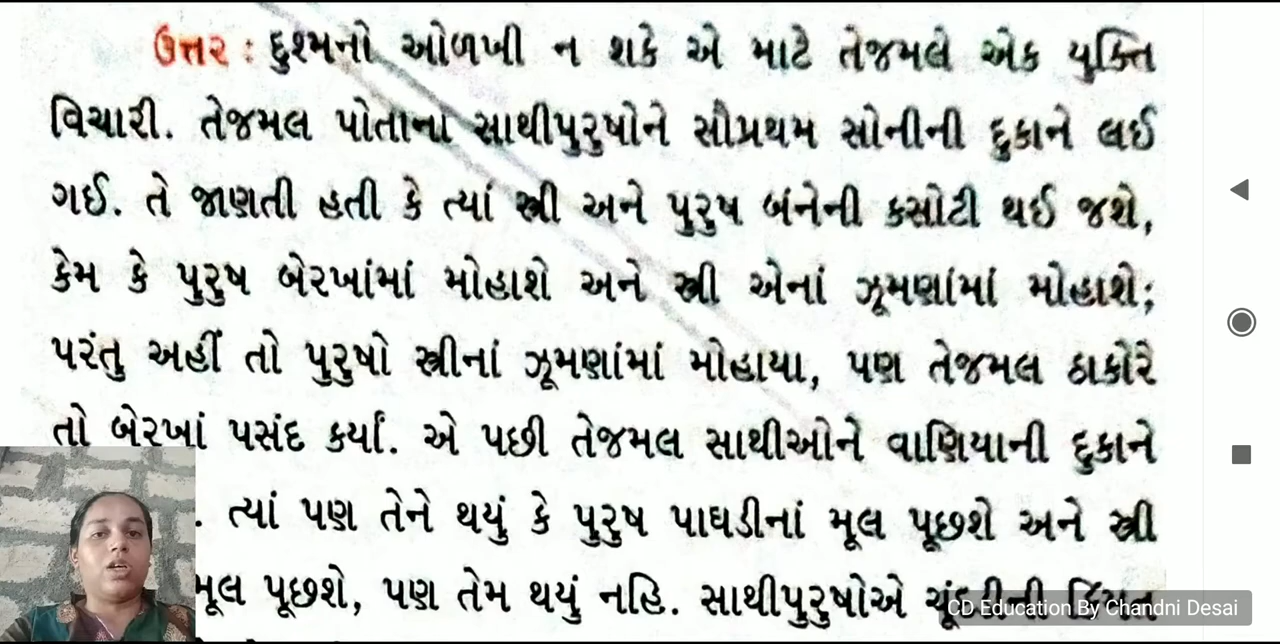 ઉત્તર : દુશ્મનો ઓળખી ન શકે એ માટે તેજમલે એક યુક્તિ
વિચારી. તેજમલ પોતાના સાથીપુરુષોને સૌપ્રથમ સોનીની દુકાને લઈ
ગઈ. તે જાણતી હતી કે ત્યાં સ્ત્રી અને પુરુષ બંનેની કસોટી થઈ જશે,
કેમ કે પુરુષ બેરખાંમાં મોહાશે અને સ્ત્રી એનાં ઝૂમણાંમાં મોહાશે;
પરંતુ અહીં તો પુરુષો સ્ત્રીનાં ઝૂમણાંમાં મોહાયા, પણ તેજમલ ઠાકોરે
તો બેરખાં પસંદ કર્યાં. એ પછી તેજમલ સાથીઓને વાણિયાની દુકાને
. ત્યાં પણ તેને થયું કે પુરુષ પાઘડીનાં મૂલ પૂછશે અને સ્ત્રી
મૂલ પૂછશે, પણ તેમ થયું નહિ. સાથીપુરુષોએ ચૂંદડીની કિંમત
CD Education By Chandni Desai